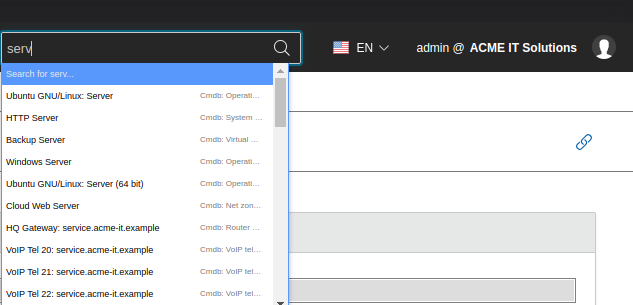 serv
EN
admin @ ACME IT Solutions
Search for serv...
Ubuntu GNU/Linux: Server Cmdb: Operati...
HTTP Server Cmdb: System ...
Backup Server Cmdb: Virtual ...
Windows Server Cmdb: Operati...
Ubuntu GNU/Linux: Server (64 bit) Cmdb: Operati...
Cloud Web Server Cmdb: Net zon...
HQ Gateway: service.acme-it.example Cmdb: Router ...
VoIP Tel 20: service.acme-it.example Cmdb: VoIP tel...
VoIP Tel 21: service.acme-it.example Cmdb: VoIP tel...
VoIP Tel 22: service.acme-it.example Cmdb: VoIP tel...